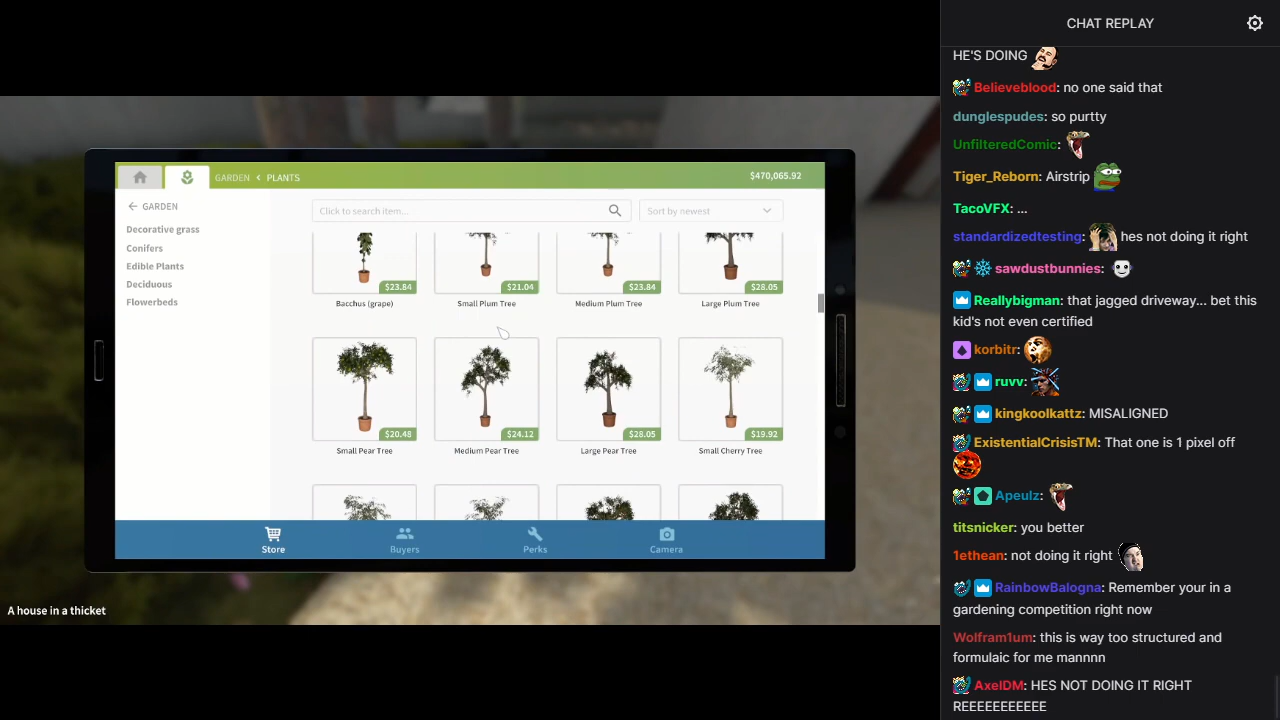 GARDEN < PLANTS
$470,065.92
GARDEN
Decorative grass
Conifers
Edible Plants
Deciduous
Flowerbeds
Click to search item...
Sort by newest
$23.84
$21.04
$23.84
$28.05
Bacchus (grape)
Small Plum Tree
Medium Plum Tree
Large Plum Tree
$20.48
$24.12
$28.05
$19.92
Small Pear Tree
Medium Pear Tree
Large Pear Tree
Small Cherry Tree
Store
Buyers
Perks
Camera
A house in a thicket
CHAT REPLAY
HE'S DOING
Believeblood: no one said that
dunglespudes: so purtty
UnfilteredComic:
Tiger_Reborn: Airstrip
TacoVFX: ...
standardizedtesting: hes not doing it right
sawdustbunnies:
Reallybigman: that jagged driveway... bet this
kid's not even certified
korbitr:
ruvv:
kingkoolkattz: MISALIGNED
ExistentialCrisisTM: That one is 1 pixel off
Apeulz:
titsnicker: you better
1ethean: not doing it right
RainbowBalogna: Remember your in a
gardening competition right now
Wolfram1um: this is way too structured and
formulaic for me mannnn
AxelDM: HES NOT DOING IT RIGHT
REEEEEEEEEEE